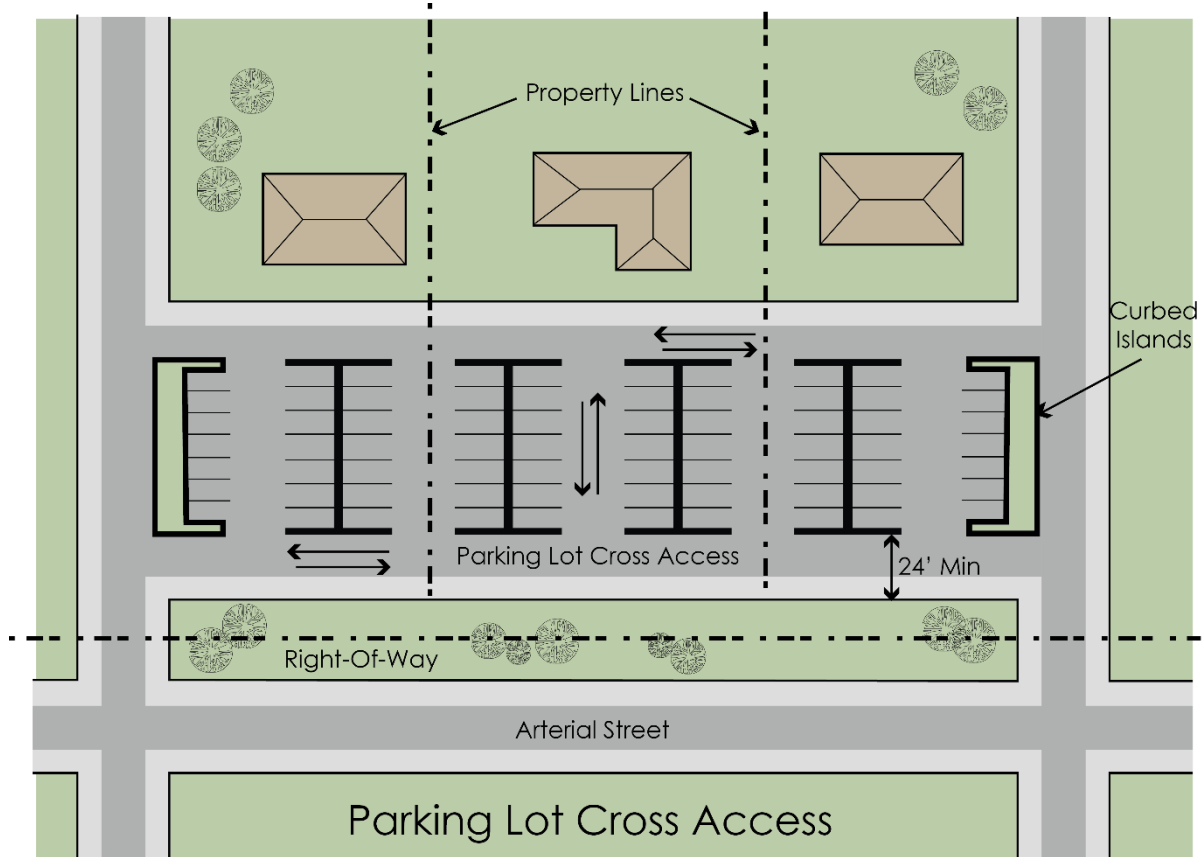 Property Lines
Curbed
Islands
Parking Lot Cross Access
24' Min
Right-Of-Way
Arterial Street
Parking Lot Cross Access